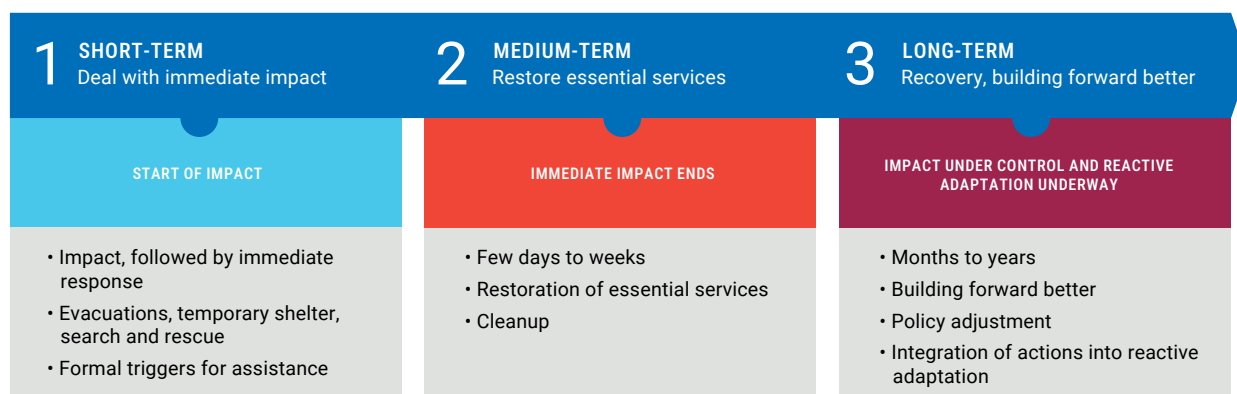 1 SHORT-TERM
Deal with immediate impact
2 MEDIUM-TERM
Restore essential services
3 LONG-TERM
Recovery, building forward better
START OF IMPACT
IMMEDIATE IMPACT ENDS
IMPACT UNDER CONTROL AND REACTIVE
ADAPTATION UNDERWAY
• Impact, followed by immediate
response
• Evacuations, temporary shelter,
search and rescue
• Formal triggers for assistance
• Few days to weeks
• Restoration of essential services
• Cleanup
• Months to years
• Building forward better
• Policy adjustment
• Integration of actions into reactive
adaptation